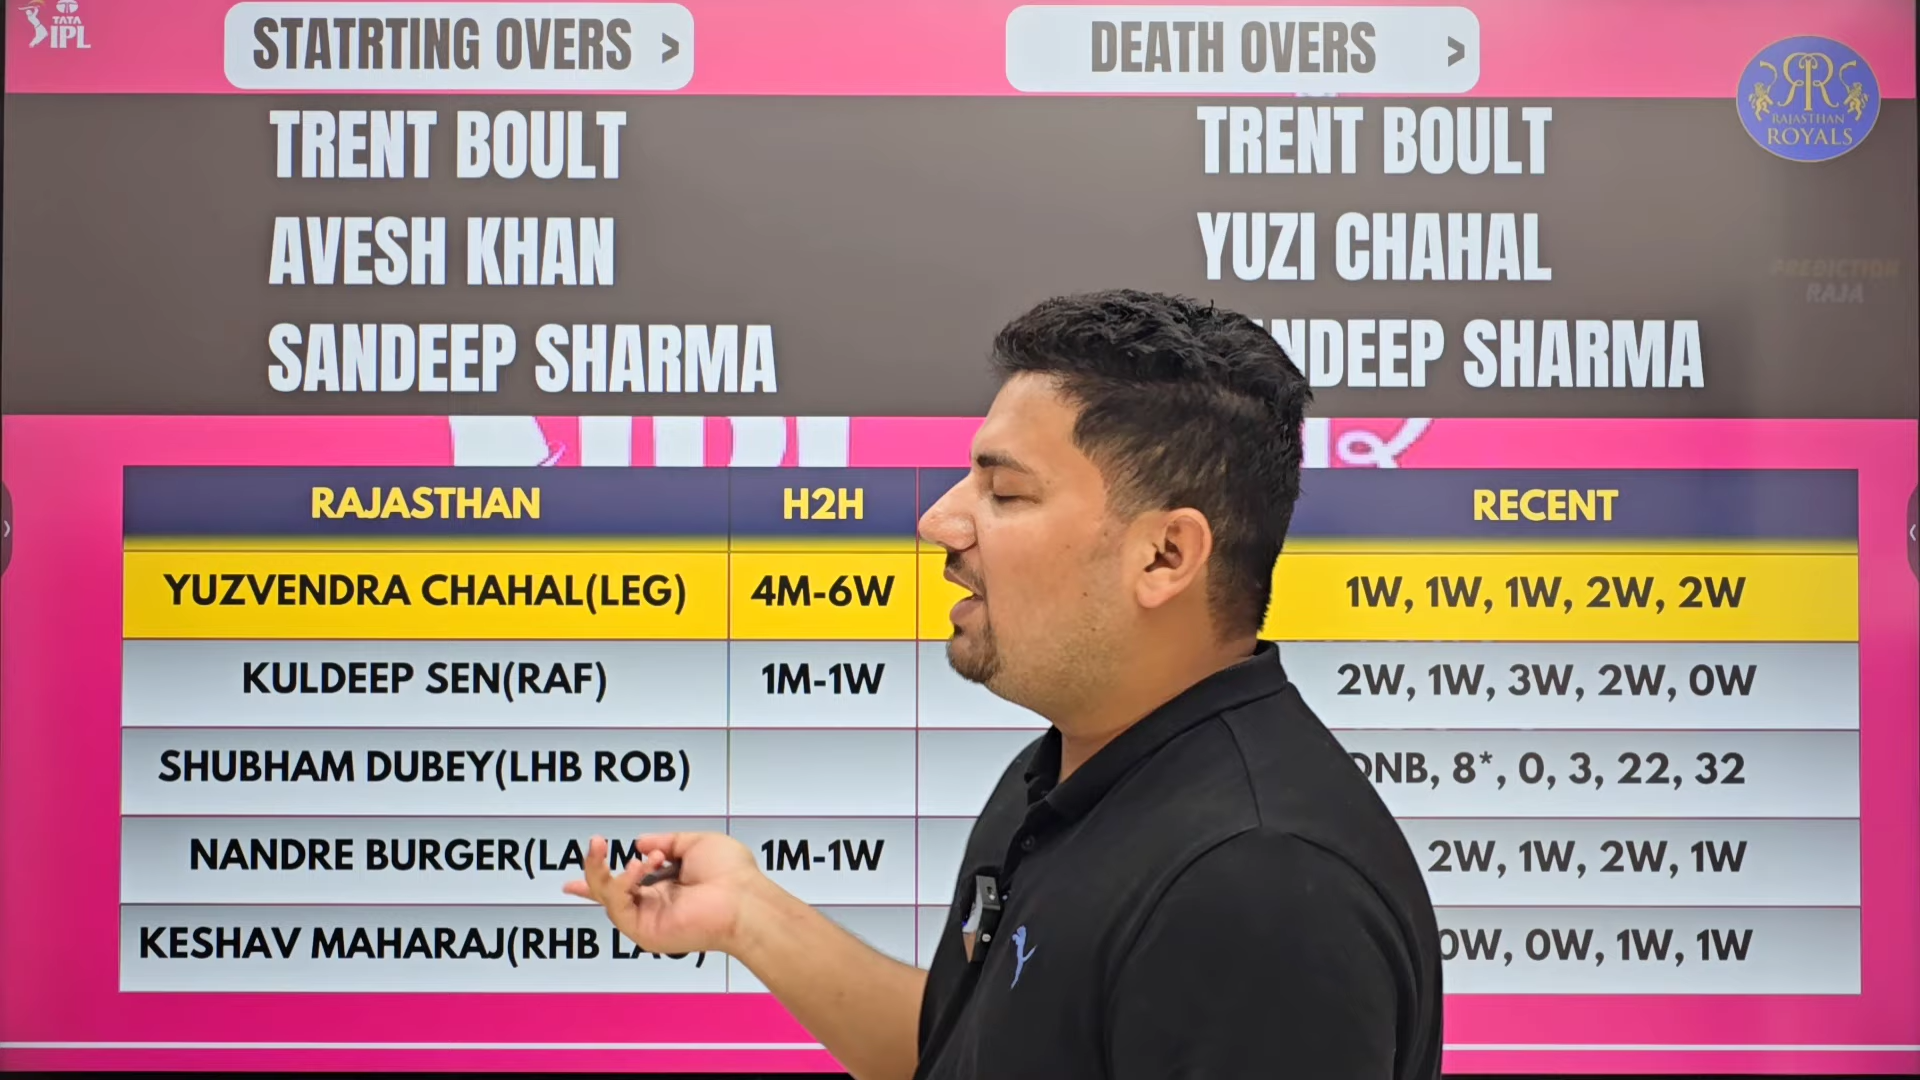 TATA
IPL
STATRTING OVERS >
DEATH OVERS >
RR
RAJASTHAN
ROYALS
TRENT BOULT
TRENT BOULT
AVESH KHAN
YUZI CHAHAL
PREDICTION
RAJA
SANDEEP SHARMA
NDEEP SHARMA
RAJASTHAN H2H RECENT
YUZVENDRA CHAHAL(LEG) 4M-6W 1W, 1W, 1W, 2W, 2W
KULDEEP SEN(RAF) 1M-1W 2W, 1W, 3W, 2W, 0W
SHUBHAM DUBEY(LHB ROB) DNB, 8*, 0, 3, 22, 32
NANDRE BURGER( 1M-1W 2W, 1W, 2W, 1W
KESHAV MAHARAJ(RHB 0W, 0W, 1W, 1W